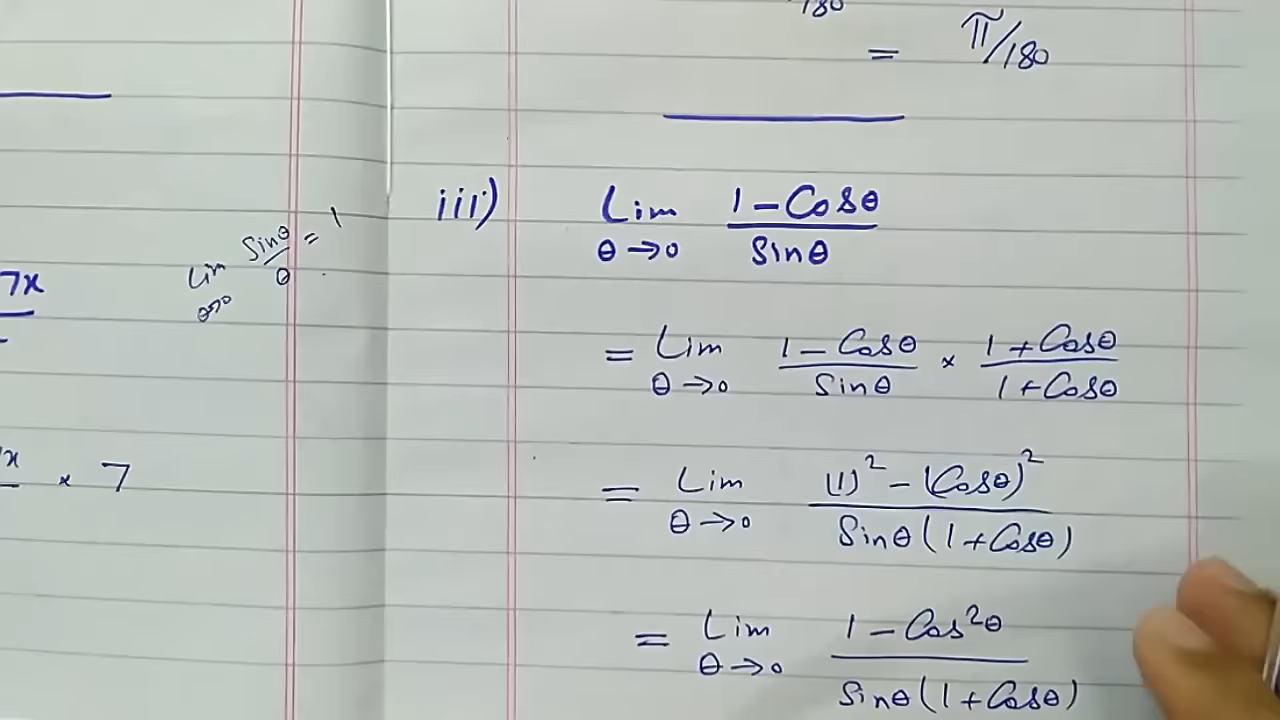 180
= π/180
7x
Lim θ→0 Sinθ/θ = 1
x × 7
iii) Lim θ→0 1 - Cosθ / Sinθ
= Lim θ→0 1 - Cosθ / Sinθ × 1 + Cosθ / 1 + Cosθ
= Lim θ→0 (1)² - (Cosθ)² / Sinθ (1 + Cosθ)
= Lim θ→0 1 - Cos²θ / Sinθ (1 + Cosθ)